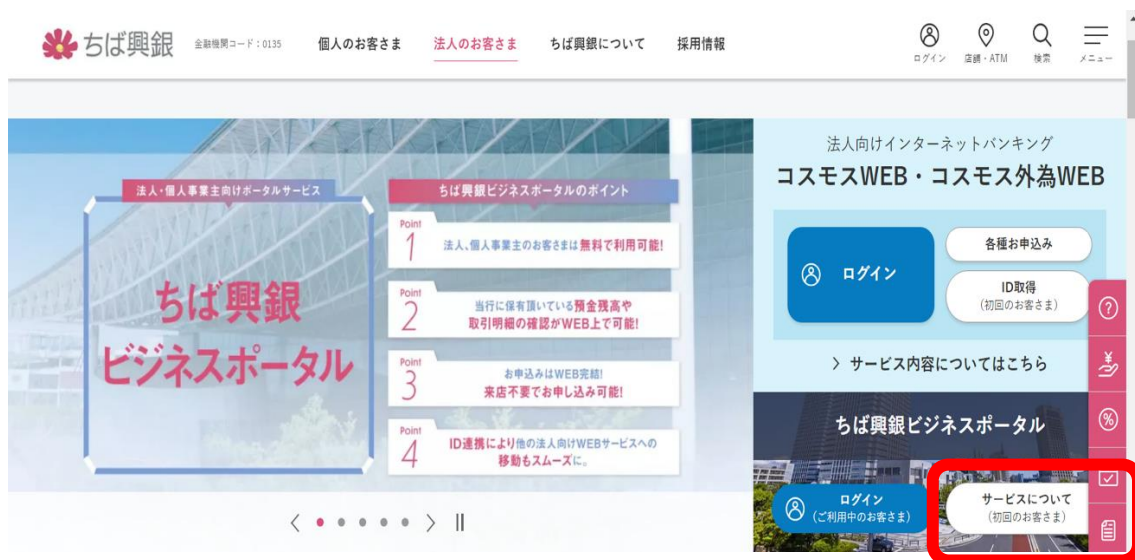 ちば興銀
金融機関コード：0135
個人のお客さま
法人のお客さま
ちば興銀について
採用情報
ログイン
店舗・ATM
検索
メニュー
法人・個人事業主向けポータルサービス
ちば興銀
ビジネスポータル
ちば興銀ビジネスポータルのポイント
Point
1
法人、個人事業主のお客さまは無料で利用可能!
Point
2
当行に保有頂いている預金残高や
取引明細の確認がWEB上で可能!
Point
3
お申込みはWEB完結!
来店不要でお申し込み可能!
Point
4
ID連携により他の法人向けWEBサービスへの
移動もスムーズに。
法人向けインターネットバンキング
コスモスWEB・コスモス外為WEB
ログイン
各種お申込み
ID取得
(初回のお客さま)
サービス内容についてはこちら
ちば興銀ビジネスポータル
ログイン
(ご利用中のお客さま)
サービスについて
(初回のお客さま)